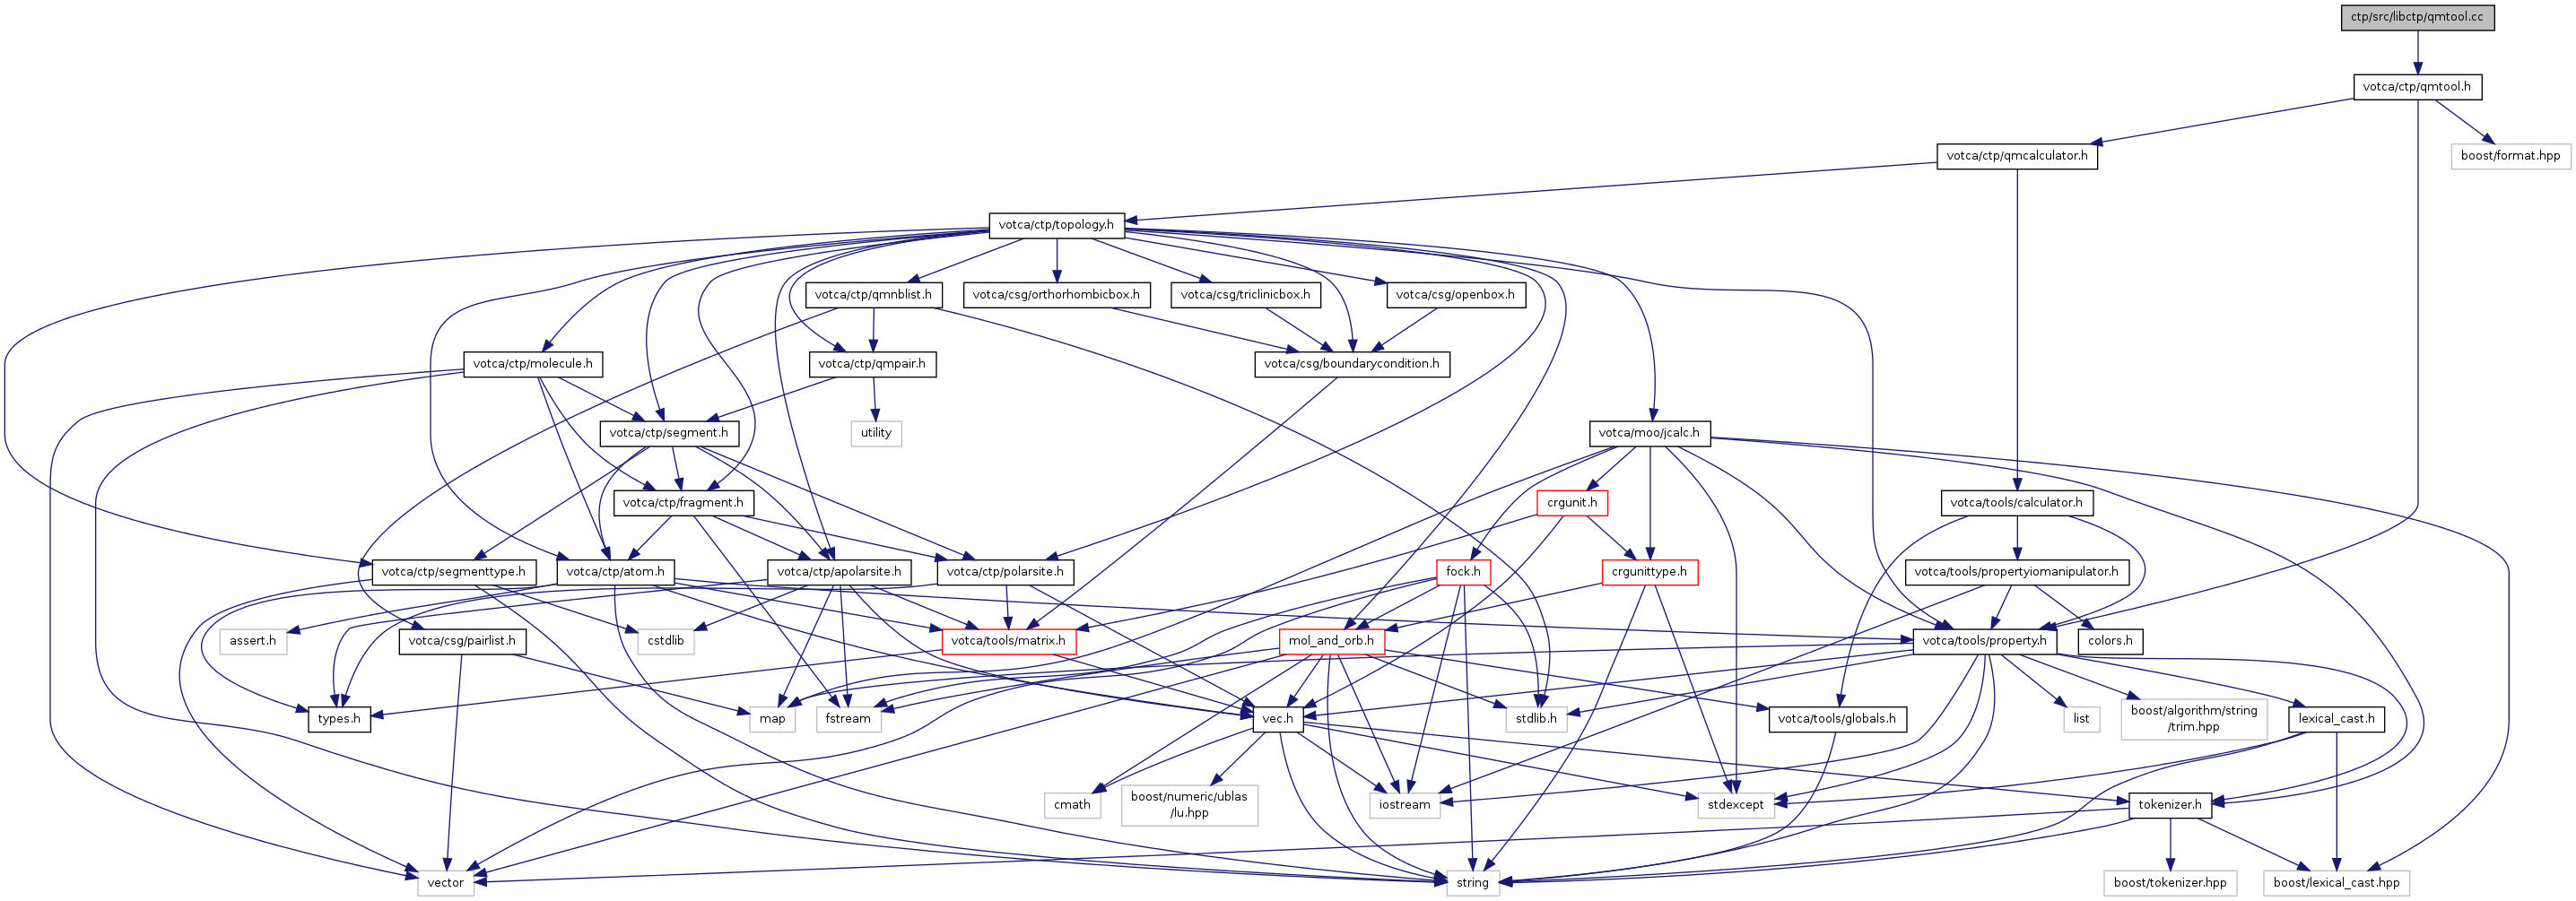 ctp/src/libctp/qmtool.cc
votca/ctp/qmtool.h
votca/ctp/qmcalculator.h
boost/format.hpp
votca/ctp/topology.h
votca/ctp/qmnblist.h
votca/csg/orthorhombicbox.h
votca/csg/triclinicbox.h
votca/csg/openbox.h
votca/ctp/molecule.h
votca/ctp/qmpair.h
votca/csg/boundarycondition.h
votca/ctp/segment.h
utility
votca/moo/jcalc.h
votca/ctp/fragment.h
crgunit.h
votca/tools/calculator.h
votca/ctp/segmenttype.h
votca/ctp/atom.h
votca/ctp/apolarsite.h
votca/ctp/polarsite.h
fock.h
crgunittype.h
votca/tools/propertyiomanipulator.h
assert.h
votca/csg/pairlist.h
cstdlib
votca/tools/matrix.h
mol_and_orb.h
votca/tools/property.h
colors.h
types.h
map
fstream
vec.h
stdlib.h
votca/tools/globals.h
list
boost/algorithm/string
/trim.hpp
lexical_cast.h
cmath
boost/numeric/ublas
/lu.hpp
iostream
stdexcept
tokenizer.h
vector
string
boost/tokenizer.hpp
boost/lexical_cast.hpp